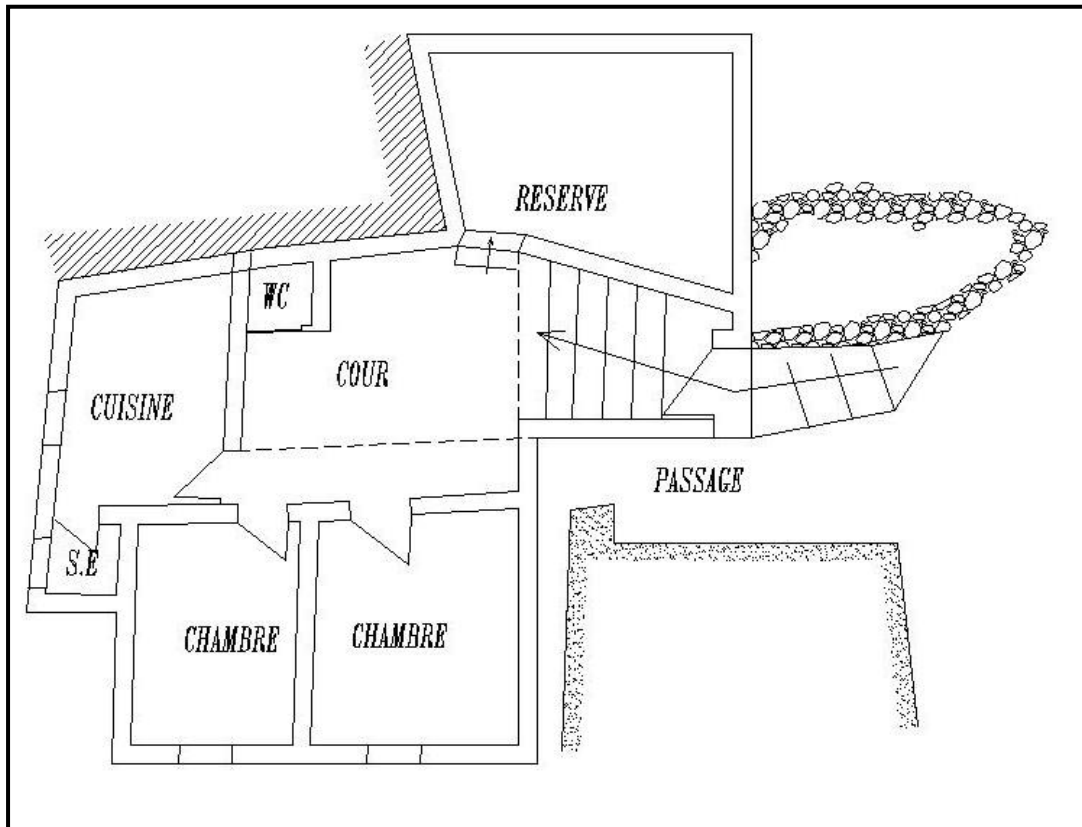 RESERVE
WC
COUR
CUISINE
PASSAGE
S.E
CHAMBRE
CHAMBRE